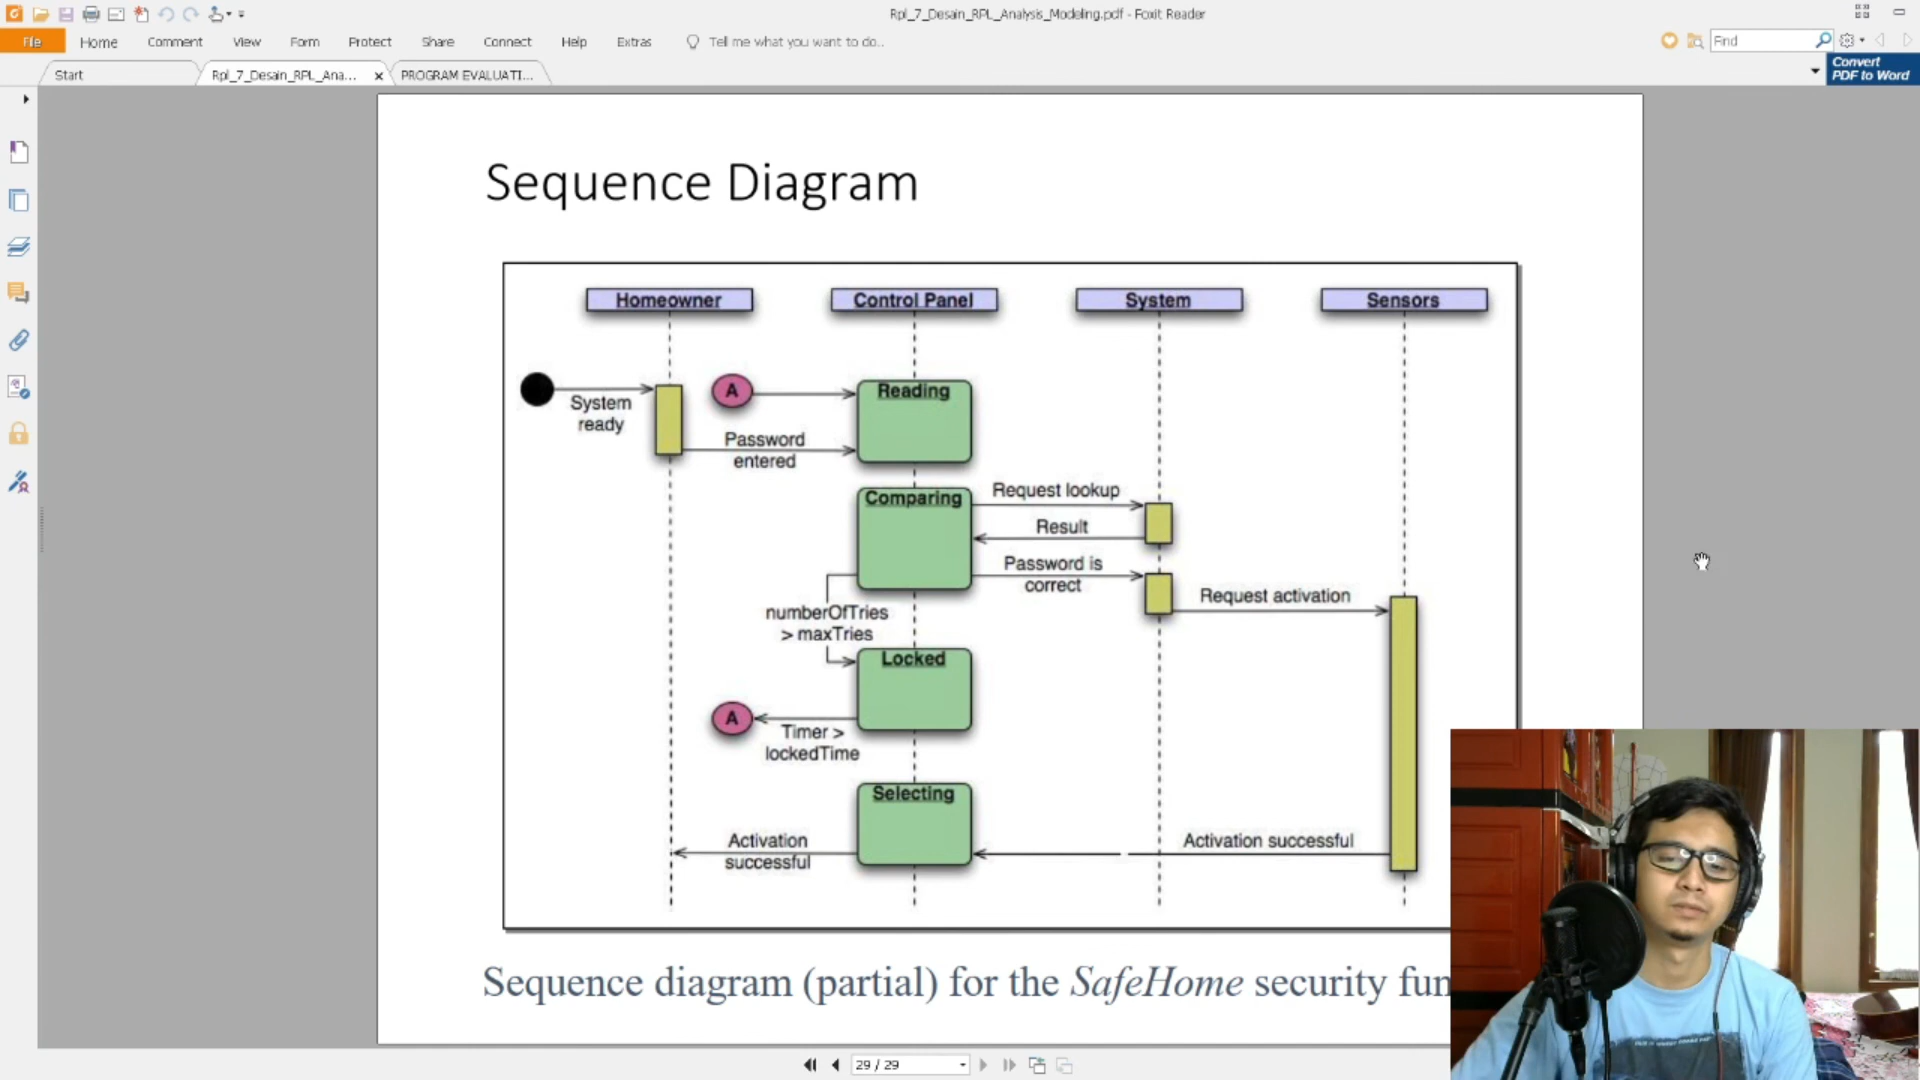 Rpl_7_Desain_RPL_Analysis_Modeling.pdf - Foxit Reader
File Home Comment View Form Protect Share Connect Help Extras Tell me what you want to do.. Find
Start Rpl_7_Desain_RPL_Ana... PROGRAM EVALUATI... Convert
PDF to Word
Sequence Diagram
Homeowner Control Panel System Sensors
System
ready
A
Reading
Password
entered
Comparing
Request lookup
Result
Password is
correct
Request activation
numberOfTries
> maxTries
Locked
A
Timer >
lockedTime
Selecting
Activation
successful
Activation successful
Sequence diagram (partial) for the SafeHome security fun
29 / 29